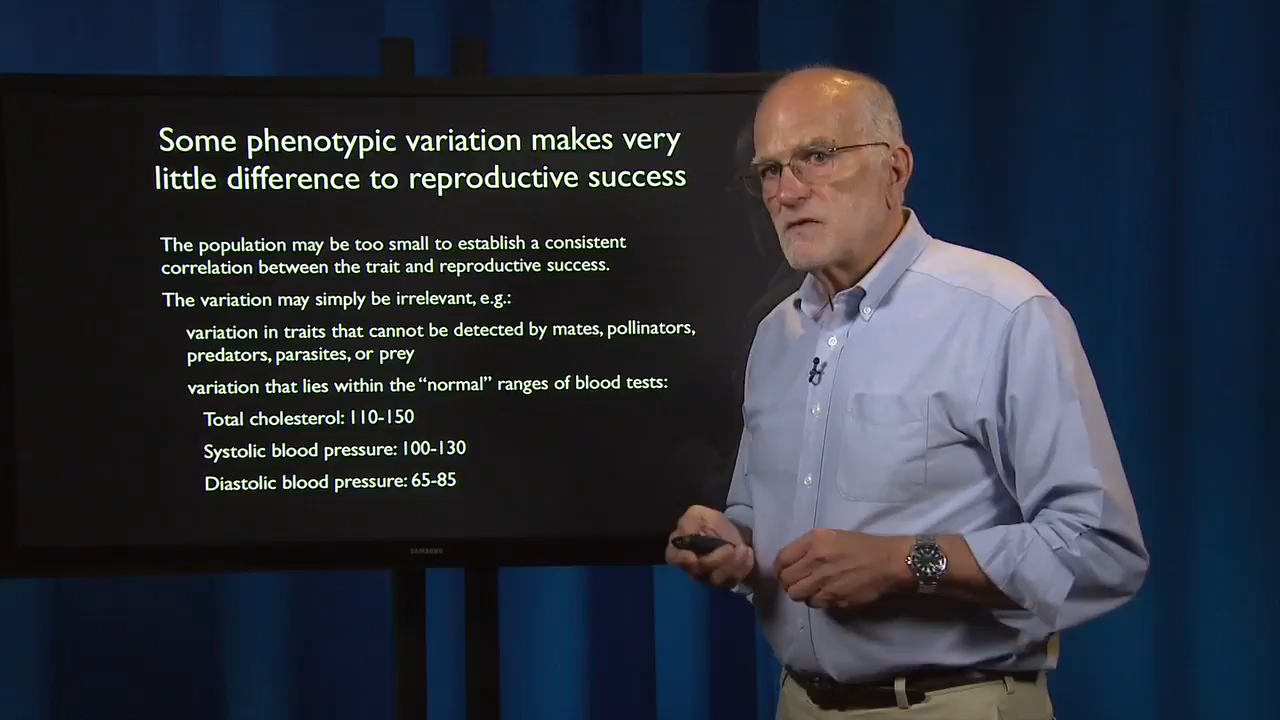 Some phenotypic variation makes very
little difference to reproductive success
The population may be too small to establish a consistent
correlation between the trait and reproductive success.
The variation may simply be irrelevant, e.g.:
variation in traits that cannot be detected by mates, pollinators,
predators, parasites, or prey
variation that lies within the “normal” ranges of blood tests:
Total cholesterol: 110-150
Systolic blood pressure: 100-130
Diastolic blood pressure: 65-85
SAMSUNG